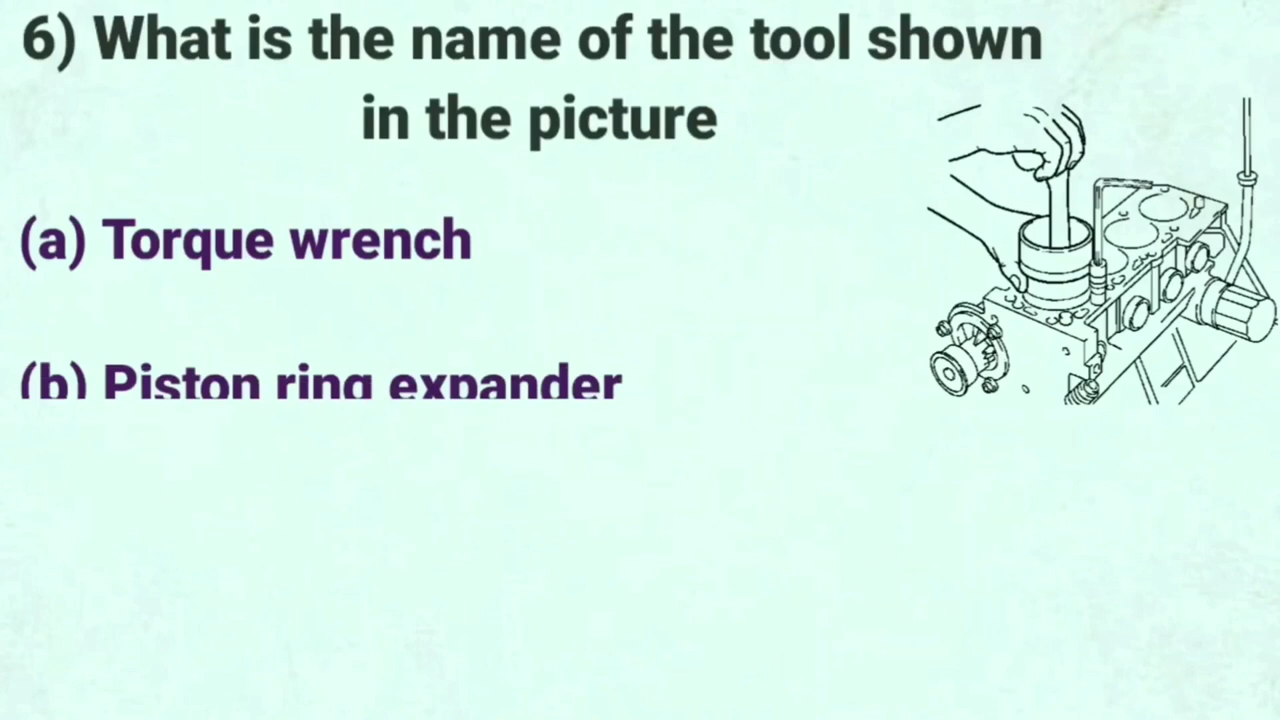 6) What is the name of the tool shown
in the picture
(a) Torque wrench
(b) Piston ring expander